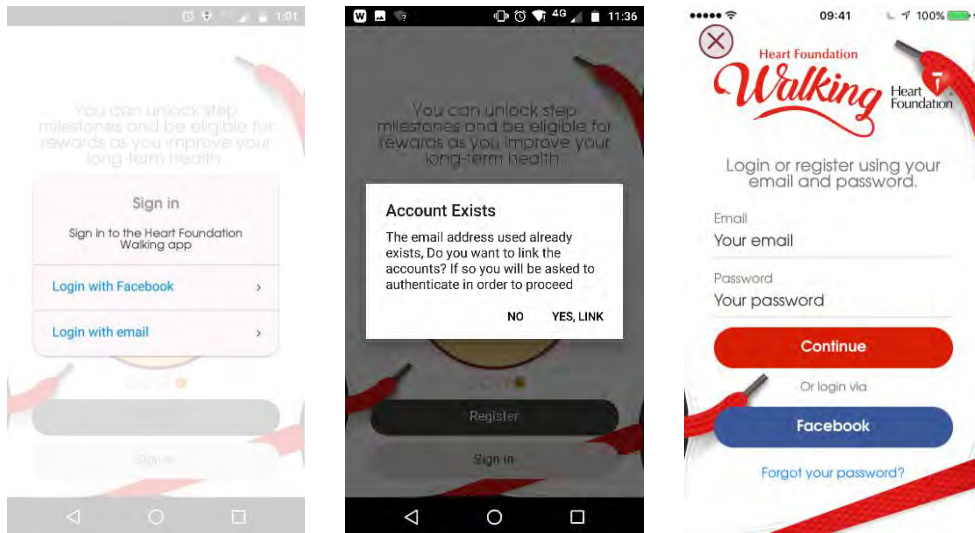 1:01
You can unlock step
milestones and be eligible for
rewards as you improve your
long-term health
Sign in
Sign in to the Heart Foundation
Walking app
Login with Facebook
Login with email
Sign in
W
?
4G
11:36
You can unlock step
milestones and be eligible for
rewards as you improve your
long-term health
Account Exists
The email address used already
exists, Do you want to link the
accounts? If so you will be asked to
authenticate in order to proceed
NO YES, LINK
Register
Sign in
09:41
100%
Heart Foundation
Walking
Heart
Foundation
Login or register using your
email and password.
Email
Your email
Password
Your password
Continue
Or login via
Facebook
Forgot your password?